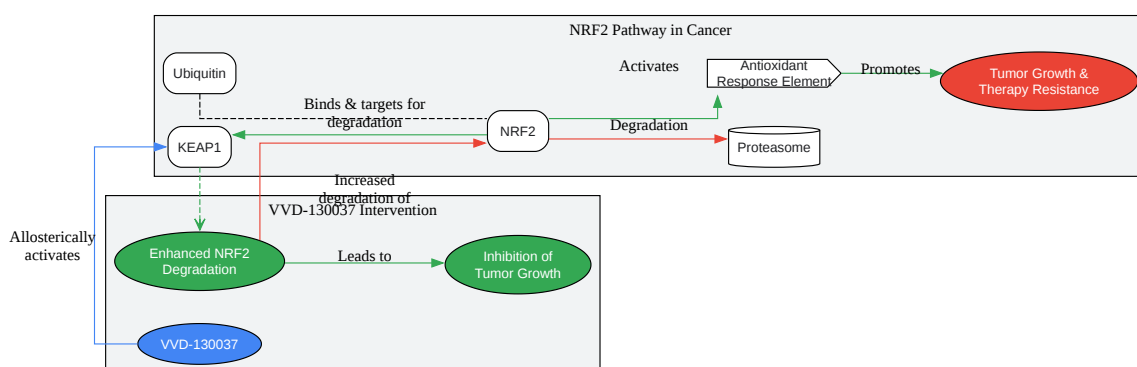 NRF2 Pathway in Cancer
Ubiquitin
Activates
Antioxidant
Response Element
Promotes
Tumor Growth &
Therapy Resistance
Binds & targets for
degradation
KEAP1
NRF2
Degradation
Proteasome
Increased
degradation of
VVD-130037 Intervention
Allosterically
activates
Enhanced NRF2
Degradation
Leads to
Inhibition of
Tumor Growth
VVD-130037